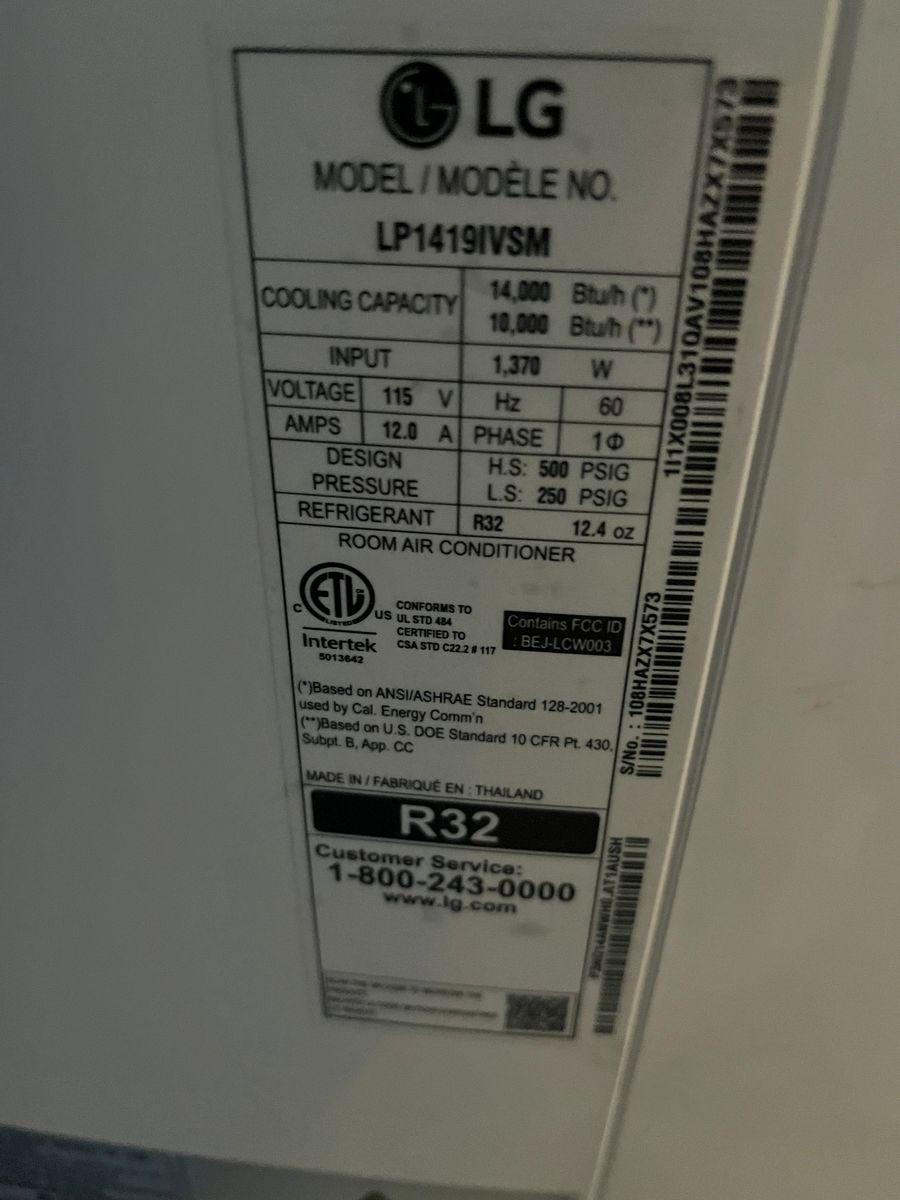 LG
MODEL / MODÈLE NO.
LP1419IVSM
COOLING CAPACITY 14,000 Btu/h (*)
10,000 Btu/h (**)
INPUT 1,370 W
VOLTAGE 115 V Hz 60
AMPS 12.0 A PHASE 1Φ
DESIGN PRESSURE H.S: 500 PSIG
L.S: 250 PSIG
REFRIGERANT R32 12.4 oz
ROOM AIR CONDITIONER
C ETL US
LISTED
Intertek
5013642
CONFORMS TO
UL STD 484
CERTIFIED TO
CSA STD C22.2 # 117
Contains FCC ID
: BEJ-LCW003
(*)Based on ANSI/ASHRAE Standard 128-2001
used by Cal. Energy Comm'n
(**)Based on U.S. DOE Standard 10 CFR Pt. 430,
Subpt. B, App. CC
MADE IN / FABRIQUÉ EN : THAILAND
R32
Customer Service:
1-800-243-0000
www.lg.com
1I1X008L31QAV108HAZX7X573
S/No. : 108HAZX7X573